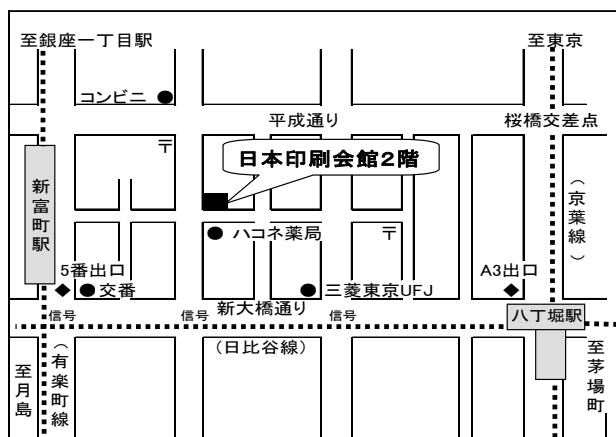 至銀座一丁目駅
至東京
コンビニ
平成通り
桜橋交差点
〒
日本印刷会館2階
新富町駅
(京葉線)
ハコネ薬局
〒
5番出口
A3出口
交番
三菱東京UFJ
新大橋通り
信号
信号
信号
八丁堀駅
(日比谷線)
(有楽町線)
至月島
至茅場町